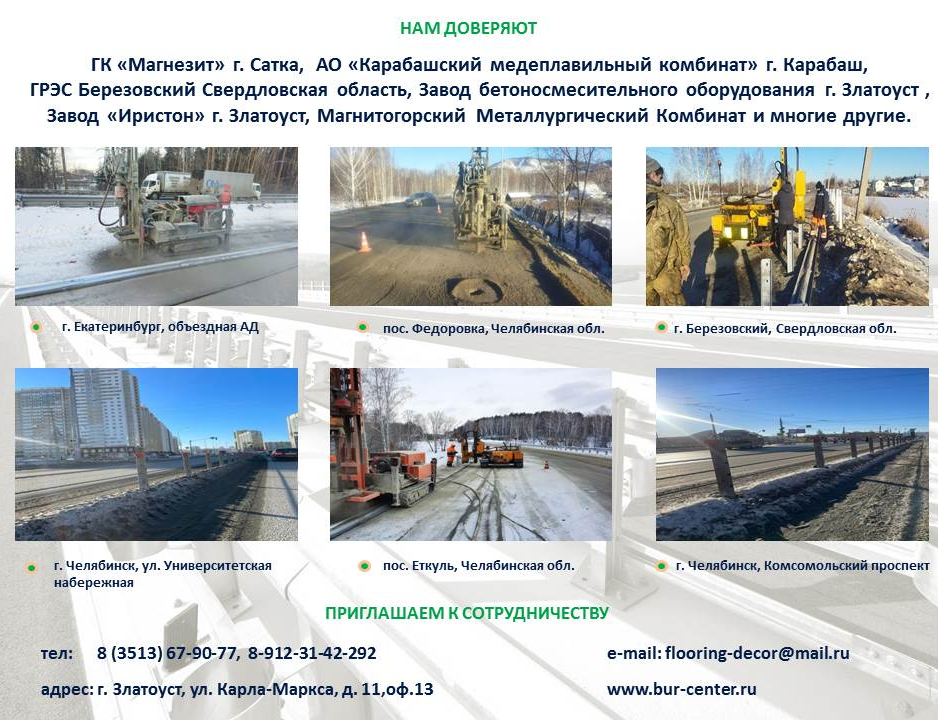 НАМ ДОВЕРЯЮТ
ГК «Магнезит» г. Сатка, АО «Карабашский медеплавильный комбинат» г. Карабаш,
ГРЭС Березовский Свердловская область, Завод бетоносмесительного оборудования г. Златоуст ,
Завод «Иристон» г. Златоуст, Магнитогорский Металлургический Комбинат и многие другие.
г. Екатеринбург, объездная АД
пос. Федоровка, Челябинская обл.
г. Березовский, Свердловская обл.
г. Челябинск, ул. Университетская
набережная
пос. Еткуль, Челябинская обл.
г. Челябинск, Комсомольский проспект
ПРИГЛАШАЕМ К СОТРУДНИЧЕСТВУ
тел: 8 (3513) 67-90-77, 8-912-31-42-292
e-mail: flooring-decor@mail.ru
адрес: г. Златоуст, ул. Карла-Маркса, д. 11,оф.13
www.bur-center.ru